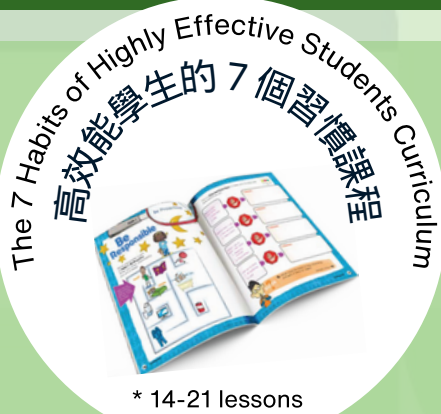 The 7 Habits of Highly Effective Students Curriculum
高效能學生的 7 個習慣課程
Be
Responsible
* 14-21 lessons